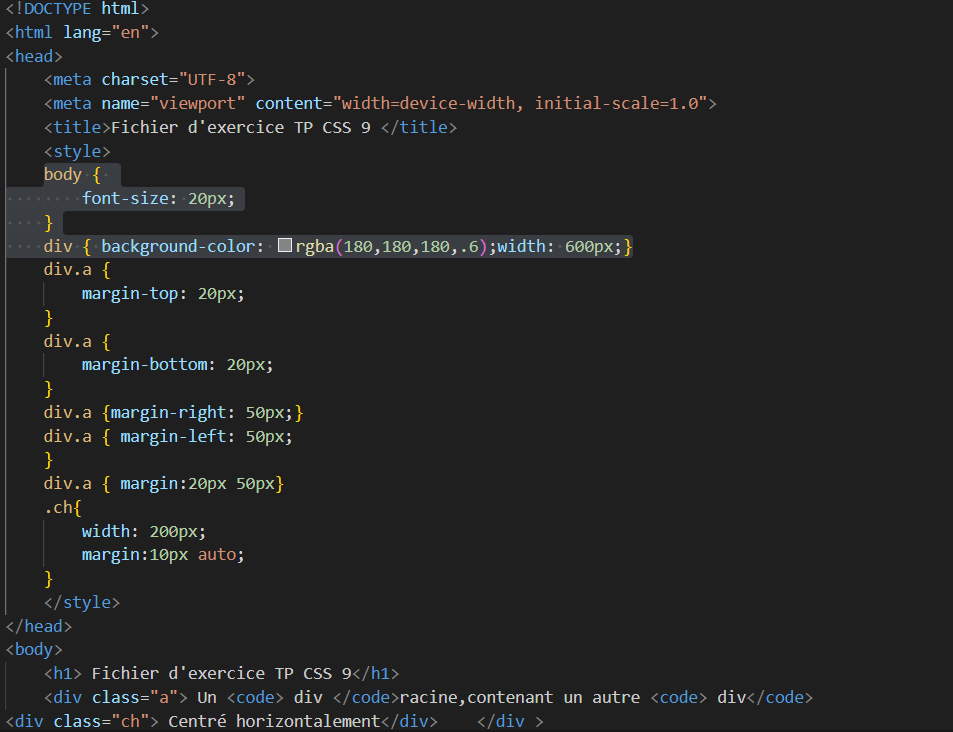 <!DOCTYPE html>
<html lang="en">
<head>
    <meta charset="UTF-8">
    <meta name="viewport" content="width=device-width, initial-scale=1.0">
    <title>Fichier d'exercice TP CSS 9 </title>
    <style>
    body {
        font-size: 20px;
    }
    div { background-color: rgba(180,180,180,.6);width: 600px;}
    div.a {
        margin-top: 20px;
    }
    div.a {
        margin-bottom: 20px;
    }
    div.a {margin-right: 50px;}
    div.a { margin-left: 50px;
    }
    div.a { margin:20px 50px}
    .ch{
        width: 200px;
        margin:10px auto;
    }
    </style>
</head>
<body>
    <h1> Fichier d'exercice TP CSS 9</h1>
    <div class="a"> Un <code> div </code>racine,contenant un autre <code> div</code>
<div class="ch"> Centré horizontalement</div>    </div >